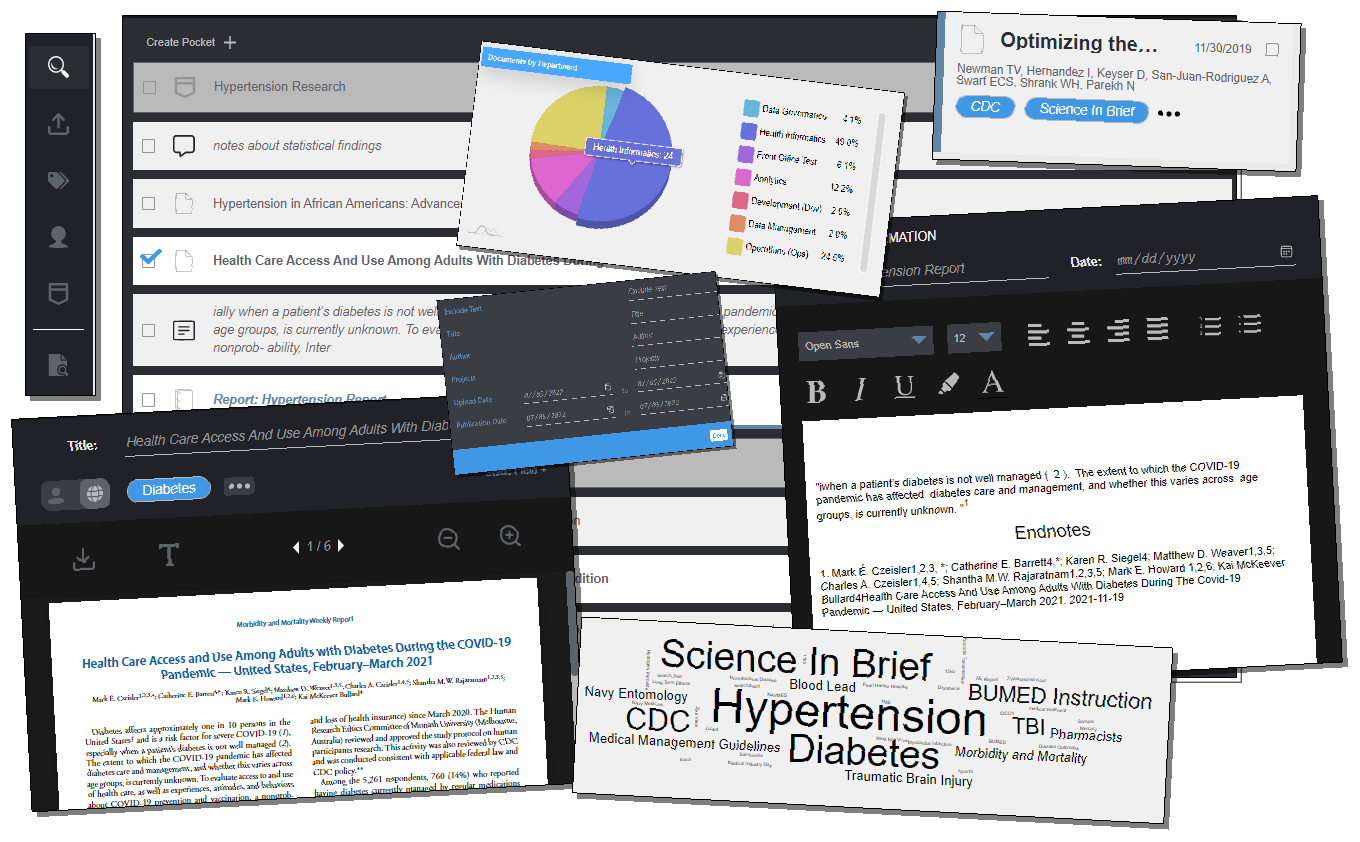 Create Pocket +
Hypertension Research
notes about statistical findings
Hypertension in African Americans: Advance
Health Care Access And Use Among Adults With Diabetes During
ially when a patient's diabetes is not wel
pandemic
age groups, is currently unknown. To eva
experienc
nonprob- ability, Inter
Report: Hypertension Report
dition
Documents by Department
Health Informatics: 24
Data Governance 4.1%
Health Informatics 49.0%
Front Office Test 6.1%
Analytics 12.2%
Development (Dev) 2.0%
Data Management 2.0%
Operations (Ops) 24.5%
Optimizing the...
11/30/2019
Newman TV, Hernandez I, Keyser D, San-Juan-Rodriguez A,
Swart ECS, Shrank WH, Parekh N
CDC
Science In Brief
•••
Exclude Text
Exclude Text
Title
Title
Author
Author
Projects
Projects
Upload Date
07/05/2022
To
07/05/2022
Publication Date
07/05/2022
07/05/2022
MATION
ension Report
Date:
mm/dd/yyyy
Open Sans
12
B I U A
"iwhen a patient's diabetes is not well managed ( 2 ). The extent to which the COVID-19
pandemic has affected diabetes care and management, and whether this varies across age
groups, is currently unknown. "1
Endnotes
1. Mark É. Czeisler1,2,3, *; Catherine E. Barrett4,*; Karen R. Siegel4; Matthew D. Weaver1,3,5;
Charles A. Czeisler1,4,5; Shantha M.W. Rajaratnam1,2,3,5; Mark E. Howard 1,2,6; Kai McKeever
Bullard4Health Care Access And Use Among Adults With Diabetes During The Covid-19
Pandemic — United States, February–March 2021. 2021-11-19
Title:
Health Care Access And Use Among Adults With Diab
Diabetes
•••
T
1 / 6
Morbidity and Mortality Weekly Report
Health Care Access and Use Among Adults with Diabetes During the COVID-19
Pandemic — United States, February–March 2021
Mark É. Czeisler1,2,3,*; Catherine E. Barrett4,*; Karen R. Siegel4; Matthew D. Weaver1,3,5; Charles A. Czeisler1,4,5; Shantha M.W. Rajaratnam1,2,3,5;
Mark E. Howard1,2,6; Kai McKeever Bullard4
Diabetes affects approximately one in 10 persons in the
United States† and is a risk factor for severe COVID-19 (1),
especially when a patient's diabetes is not well managed (2).
The extent to which the COVID-19 pandemic has affected
diabetes care and management, and whether this varies across
age groups, is currently unknown. To evaluate access to and use
of health care, as well as experiences, attitudes, and behaviors
about COVID-19 prevention and vaccination, a nonprob-
and loss of health insurance) since March 2020. The Human
Research Ethics Committee of Monash University (Melbourne,
Australia) reviewed and approved the study protocol on human
participants research. This activity was also reviewed by CDC
and was conducted consistent with applicable federal law and
CDC policy.**
Among the 5,261 respondents, 760 (14%) who reported
having diabetes currently managed by regular medications
Science In Brief
Blood Lead
Navy Entomology
BUMED Instruction
Hypertension
CDC
TBI
Pharmacists
Medical Management Guidelines
Diabetes
Morbidity and Mortality
Traumatic Brain Injury